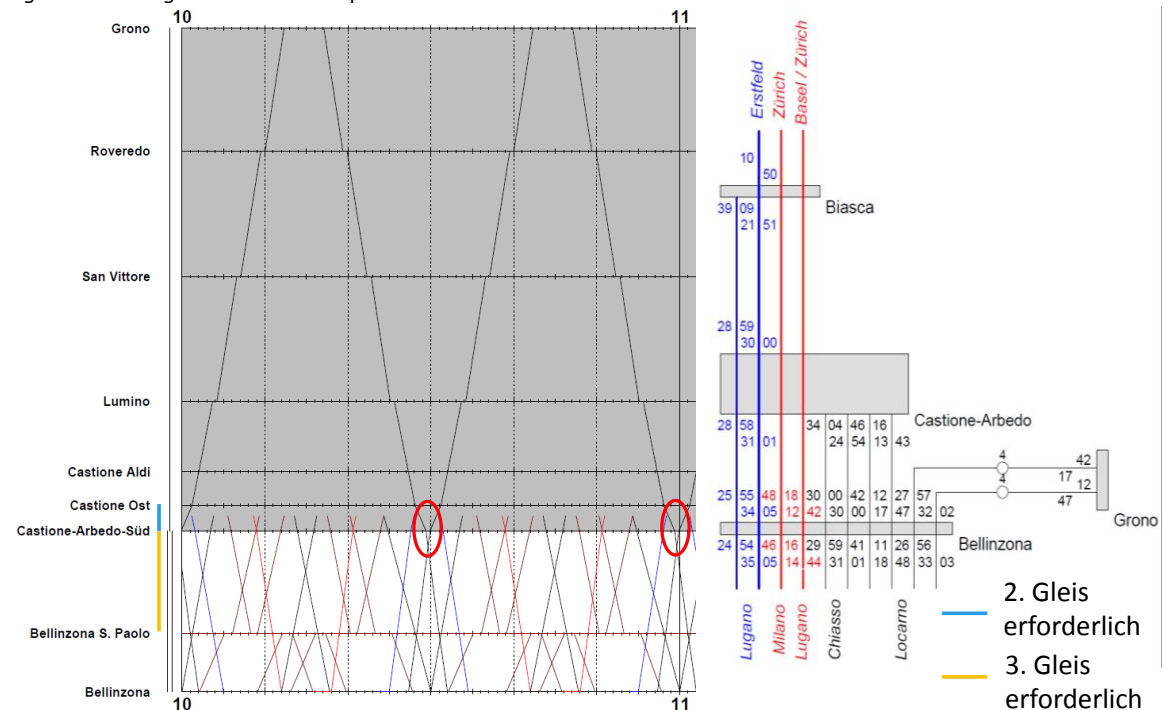 10 11
Grono
Roveredo
San Vittore
Lumino
Castione Aldi
Castione Ost
Castione-Arbedo-Süd
Bellinzona S. Paolo
Bellinzona
10 11
Erstfeld
Zürich
Basel / Zürich
10
50
39 09
Biasca
21 51
28 59
30 00
28 58 34 04 46 16
Castione-Arbedo
31 01 24 54 13 43
4 42
17
4 12
47
Grono
25 55 48 18 30 00 42 12 27 57
34 05 12 42 30 00 17 47 32 02
24 54 46 16 29 59 41 11 26 56
Bellinzona
35 05 14 44 31 01 18 48 33 03
Lugano
Milano
Lugano
Chiasso
Locarno
2. Gleis
erforderlich
3. Gleis
erforderlich